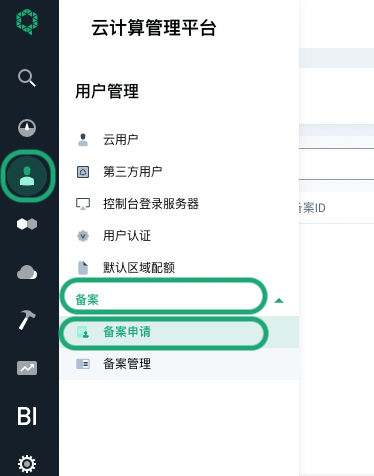 云计算管理平台
用户管理
云用户
第三方用户
控制台登录服务器
用户认证
默认区域配额
备案
备案申请
备案管理
案ID
BI